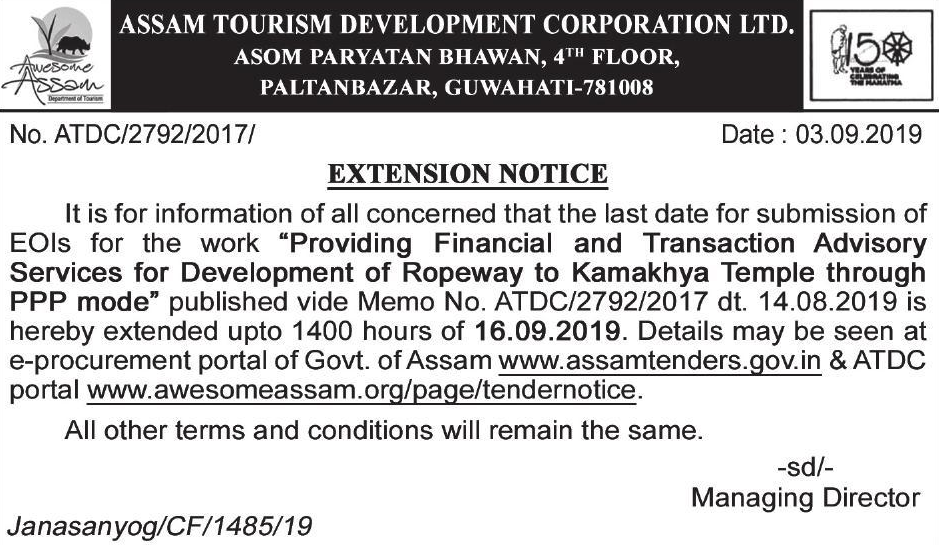 Awesome
Assam
Department of Tourism
ASSAM TOURISM DEVELOPMENT CORPORATION LTD.
ASOM PARYATAN BHAWAN, 4TH FLOOR,
PALTANBAZAR, GUWAHATI-781008
150
YEARS OF
CELEBRATING
THE MAHATMA
No. ATDC/2792/2017/
Date : 03.09.2019
EXTENSION NOTICE
It is for information of all concerned that the last date for submission of
EOIs for the work “Providing Financial and Transaction Advisory
Services for Development of Ropeway to Kamakhya Temple through
PPP mode” published vide Memo No. ATDC/2792/2017 dt. 14.08.2019 is
hereby extended upto 1400 hours of 16.09.2019. Details may be seen at
e-procurement portal of Govt. of Assam www.assamtenders.gov.in & ATDC
portal www.awesomeassam.org/page/tendernotice.
All other terms and conditions will remain the same.
-sd/-
Managing Director
Janasanyog/CF/1485/19